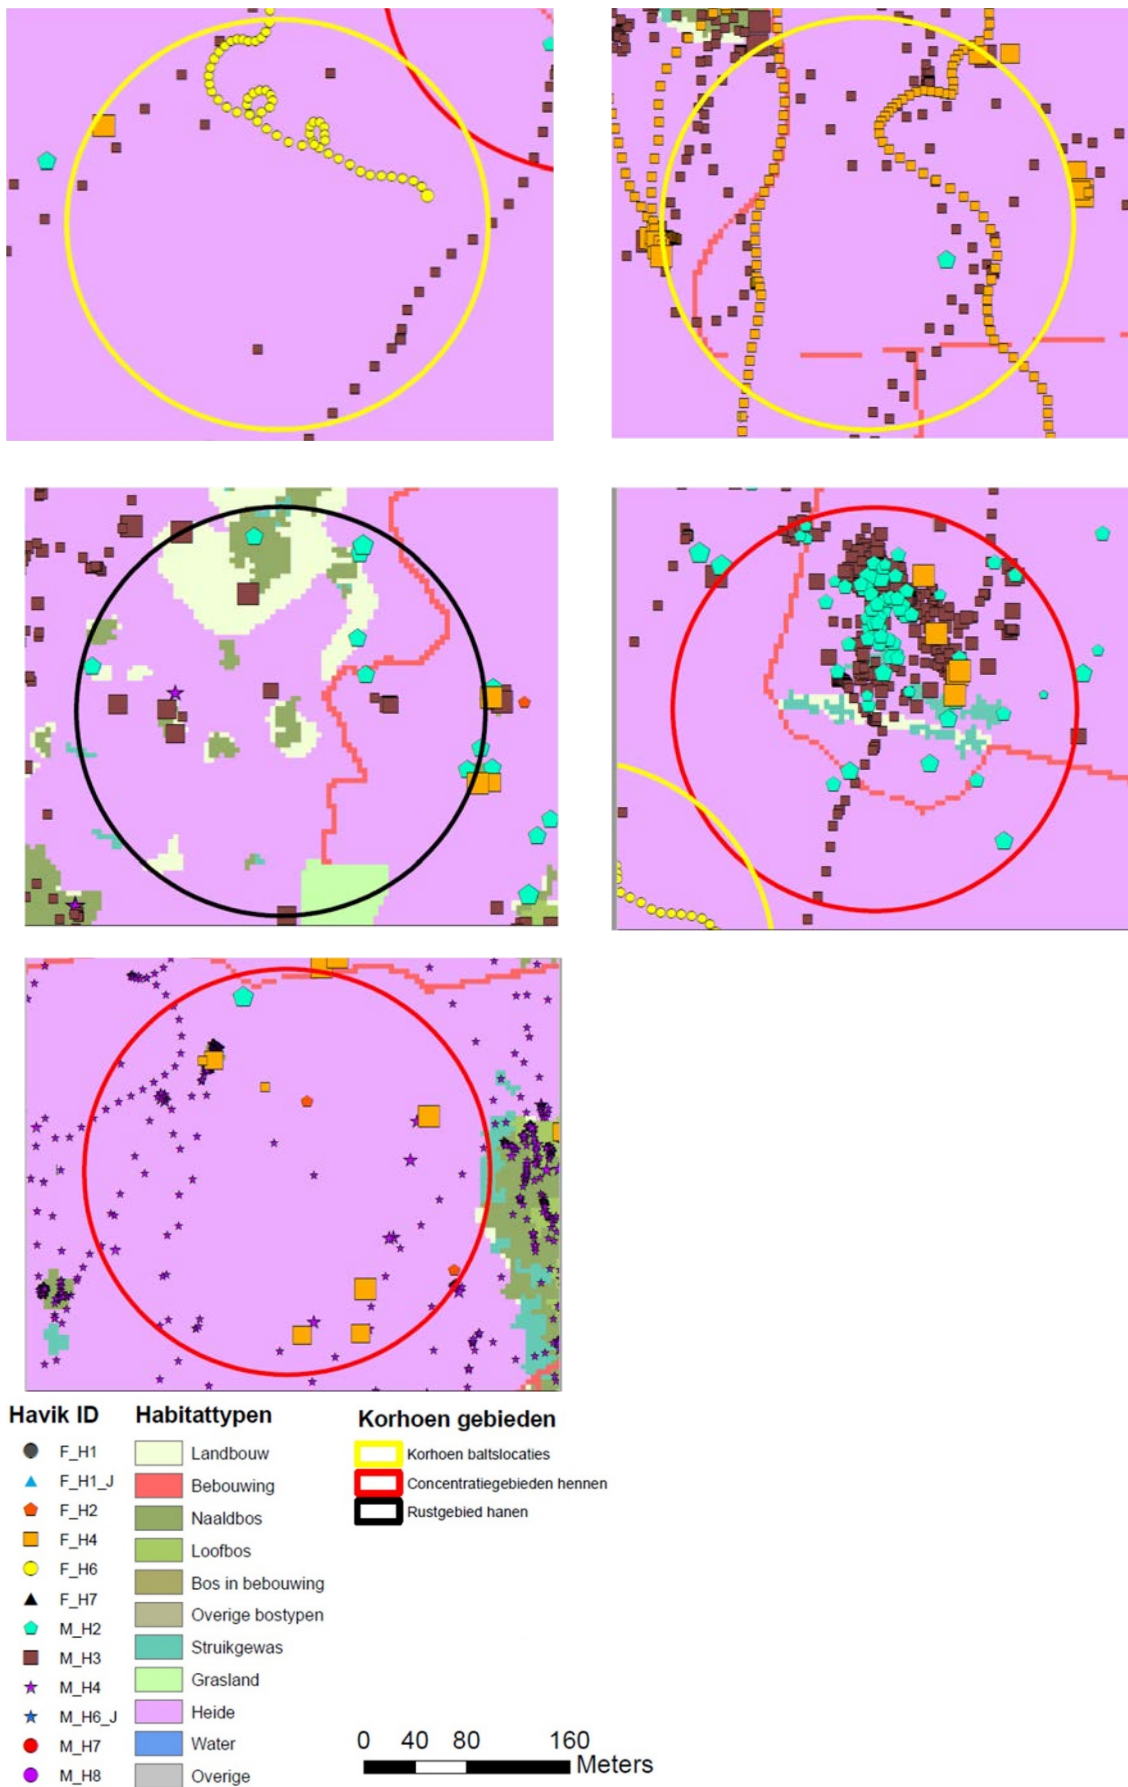 Havik ID
F_H1
F_H1_J
F_H2
F_H4
F_H6
F_H7
M_H2
M_H3
M_H4
M_H6_J
M_H7
M_H8
Habitattypen
Landbouw
Bebouwing
Naaldbos
Loofbos
Bos in bebouwing
Overige bostypen
Struikgewas
Grasland
Heide
Water
Overige
Korhoen gebieden
Korhoen baltslocaties
Concentratiegebieden hennen
Rustgebied hanen
0 40 80 160
Meters